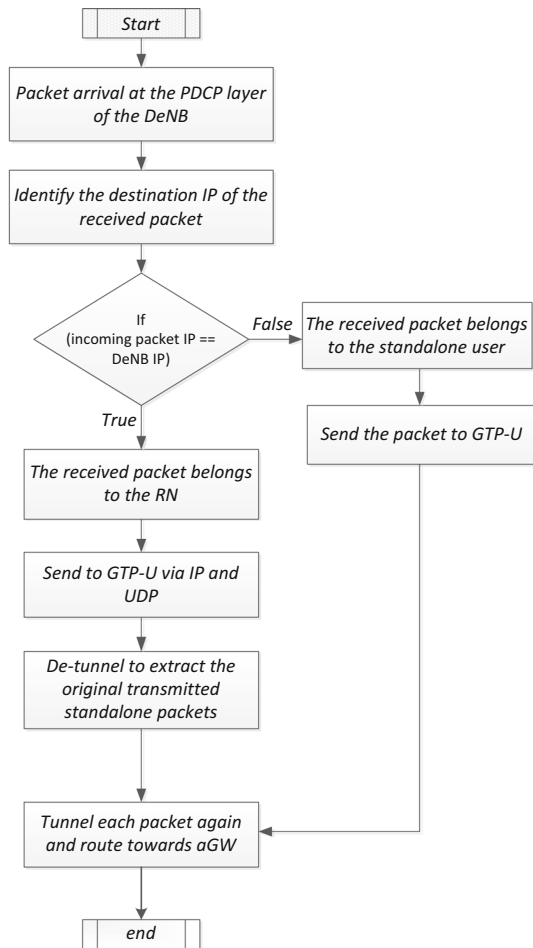 Start
Packet arrival at the PDCP layer
of the DeNB
Identify the destination IP of the
received packet
If
(incoming packet IP ==
DeNB IP)
False
The received packet belongs
to the standalone user
True
Send the packet to GTP-U
The received packet belongs
to the RN
Send to GTP-U via IP and
UDP
De-tunnel to extract the
original transmitted
standalone packets
Tunnel each packet again
and route towards aGW
end